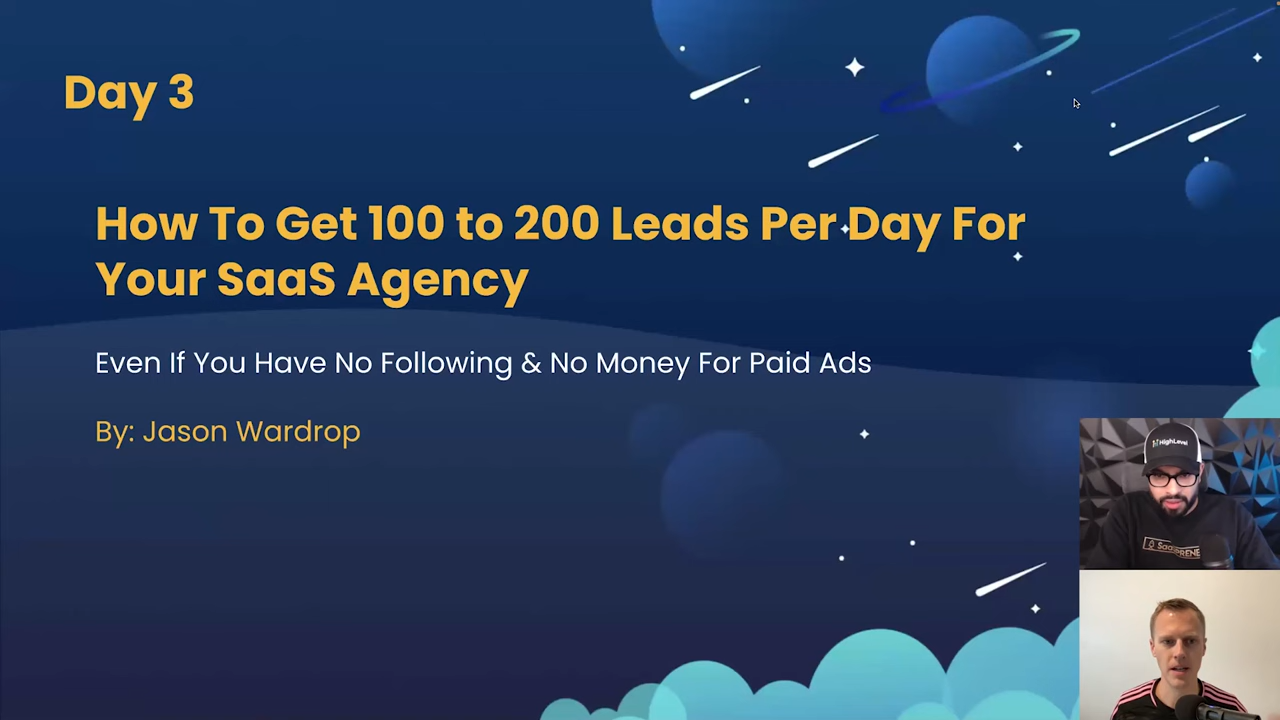 Day 3
How To Get 100 to 200 Leads Per Day For
Your SaaS Agency
Even If You Have No Following & No Money For Paid Ads
By: Jason Wardrop
HighLevel